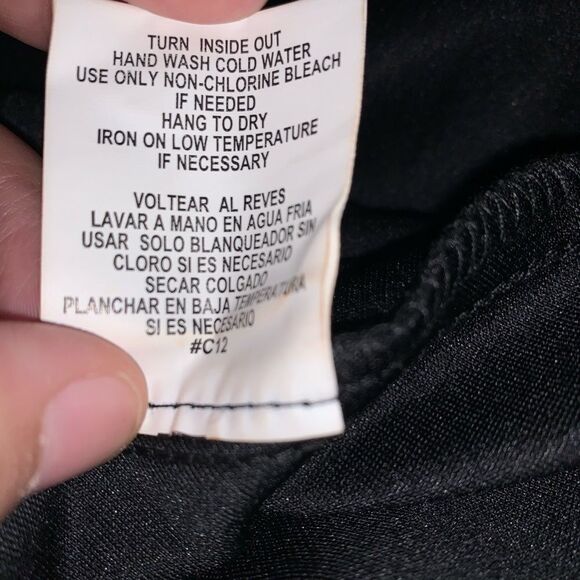 TURN INSIDE OUT
HAND WASH COLD WATER
USE ONLY NON-CHLORINE BLEACH
IF NEEDED
HANG TO DRY
IRON ON LOW TEMPERATURE
IF NECESSARY
VOLTEAR AL REVES
LAVAR A MANO EN AGUA FRIA
USAR SOLO BLANQUEADOR SIN
CLORO SI ES NECESARIO
SECAR COLGADO
PLANCHAR EN BAJA TEMPERATURA
SI ES NECESARIO
#C12